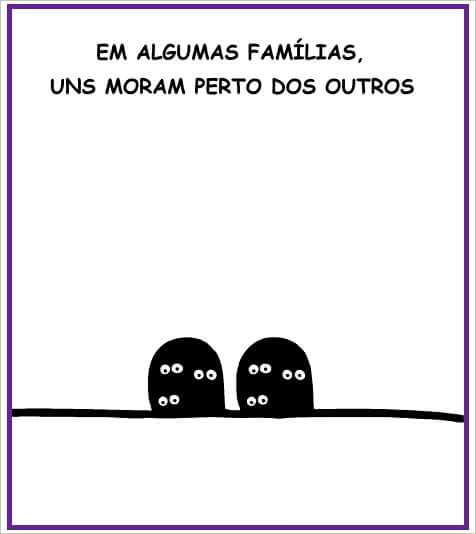 EM ALGUMAS FAMÍLIAS,
UNS MORAM PERTO DOS OUTROS